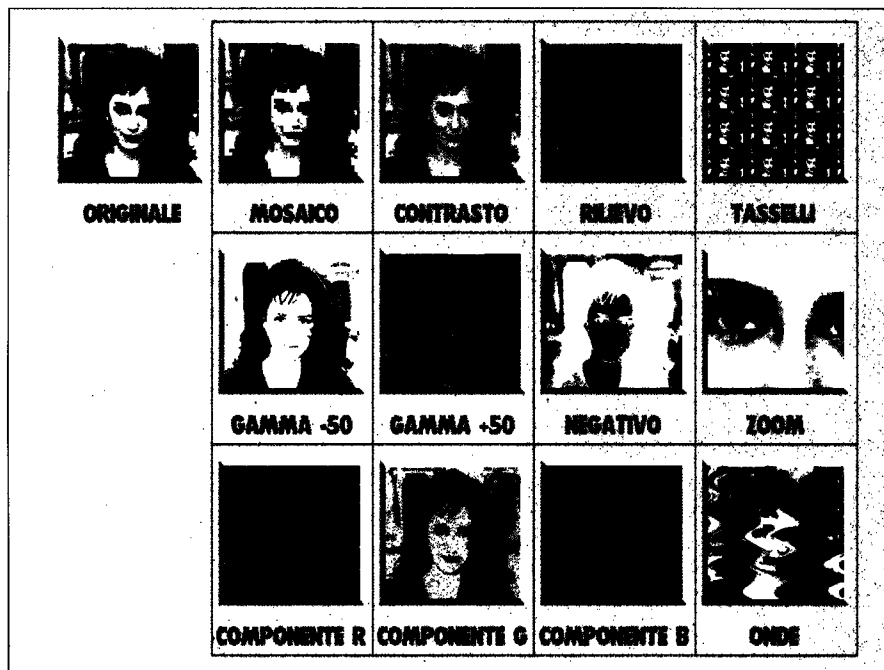 ORIGINALE MOSAICO CONTRASTO RILIEVO TASSELLI
GAMMA -50 GAMMA +50 NEGATIVO ZOOM
COMPONENTE R COMPONENTE G COMPONENTE B ONDE